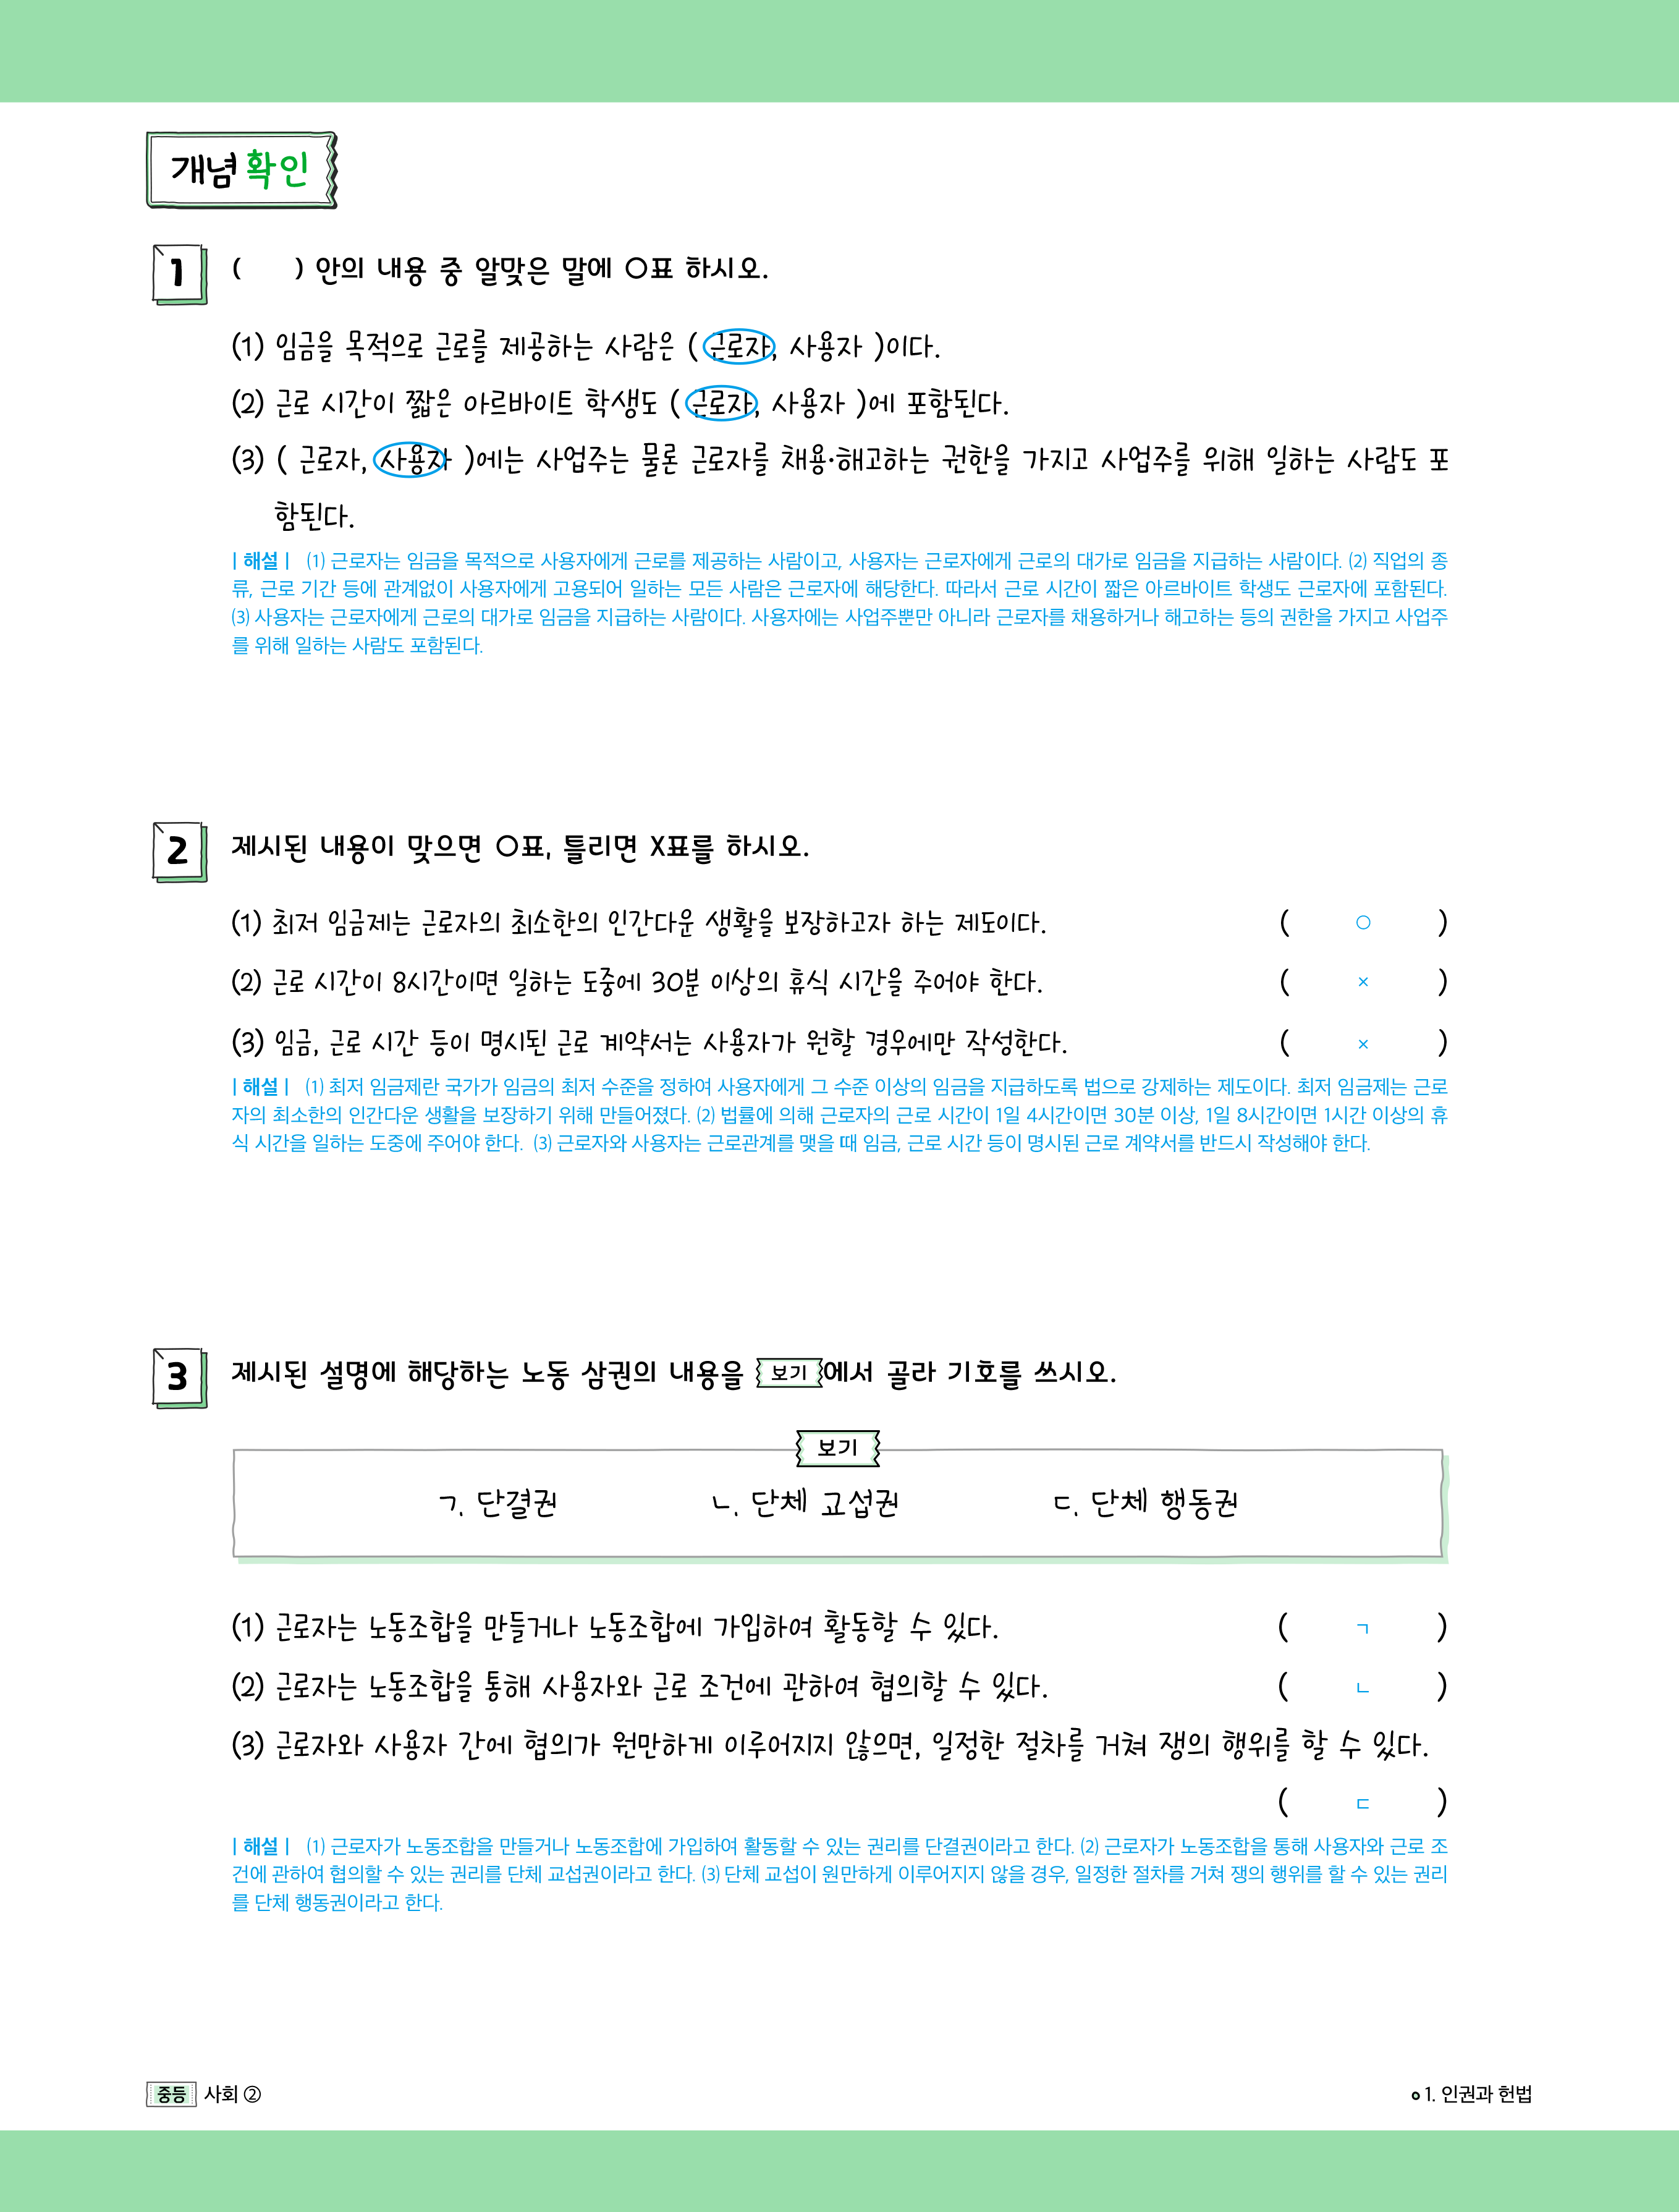 개념 확인
1 (      ) 안의 내용 중 알맞은 말에 ○표 하시오.
(1) 임금을 목적으로 근로를 제공하는 사람은 ( 근로자, 사용자 )이다.
(2) 근로 시간이 짧은 아르바이트 학생도 ( 근로자, 사용자 )에 포함된다.
(3) ( 근로자, 사용자 )에는 사업주는 물론 근로자를 채용·해고하는 권한을 가지고 사업주를 위해 일하는 사람도 포
함된다.
| 해설 | (1) 근로자는 임금을 목적으로 사용자에게 근로를 제공하는 사람이고, 사용자는 근로자에게 근로의 대가로 임금을 지급하는 사람이다. (2) 직업의 종
류, 근로 기간 등에 관계없이 사용자에게 고용되어 일하는 모든 사람은 근로자에 해당한다. 따라서 근로 시간이 짧은 아르바이트 학생도 근로자에 포함된다.
(3) 사용자는 근로자에게 근로의 대가로 임금을 지급하는 사람이다. 사용자에는 사업주뿐만 아니라 근로자를 채용하거나 해고하는 등의 권한을 가지고 사업주
를 위해 일하는 사람도 포함된다.
2 제시된 내용이 맞으면 ○표, 틀리면 X표를 하시오.
(1) 최저 임금제는 근로자의 최소한의 인간다운 생활을 보장하고자 하는 제도이다. ( ○ )
(2) 근로 시간이 8시간이면 일하는 도중에 30분 이상의 휴식 시간을 주어야 한다. ( × )
(3) 임금, 근로 시간 등이 명시된 근로 계약서는 사용자가 원할 경우에만 작성한다. ( × )
| 해설 | (1) 최저 임금제란 국가가 임금의 최저 수준을 정하여 사용자에게 그 수준 이상의 임금을 지급하도록 법으로 강제하는 제도이다. 최저 임금제는 근로
자의 최소한의 인간다운 생활을 보장하기 위해 만들어졌다. (2) 법률에 의해 근로자의 근로 시간이 1일 4시간이면 30분 이상, 1일 8시간이면 1시간 이상의 휴
식 시간을 일하는 도중에 주어야 한다. (3) 근로자와 사용자는 근로관계를 맺을 때 임금, 근로 시간 등이 명시된 근로 계약서를 반드시 작성해야 한다.
3 제시된 설명에 해당하는 노동 삼권의 내용을 보기에서 골라 기호를 쓰시오.
보기
ㄱ. 단결권 ㄴ. 단체 교섭권 ㄷ. 단체 행동권
(1) 근로자는 노동조합을 만들거나 노동조합에 가입하여 활동할 수 있다. ( ㄱ )
(2) 근로자는 노동조합을 통해 사용자와 근로 조건에 관하여 협의할 수 있다. ( ㄴ )
(3) 근로자와 사용자 간에 협의가 원만하게 이루어지지 않으면, 일정한 절차를 거쳐 쟁의 행위를 할 수 있다.
( ㄷ )
| 해설 | (1) 근로자가 노동조합을 만들거나 노동조합에 가입하여 활동할 수 있는 권리를 단결권이라고 한다. (2) 근로자가 노동조합을 통해 사용자와 근로 조
건에 관하여 협의할 수 있는 권리를 단체 교섭권이라고 한다. (3) 단체 교섭이 원만하게 이루어지지 않을 경우, 일정한 절차를 거쳐 쟁의 행위를 할 수 있는 권리
를 단체 행동권이라고 한다.
중등 사회 ② 1. 인권과 헌법